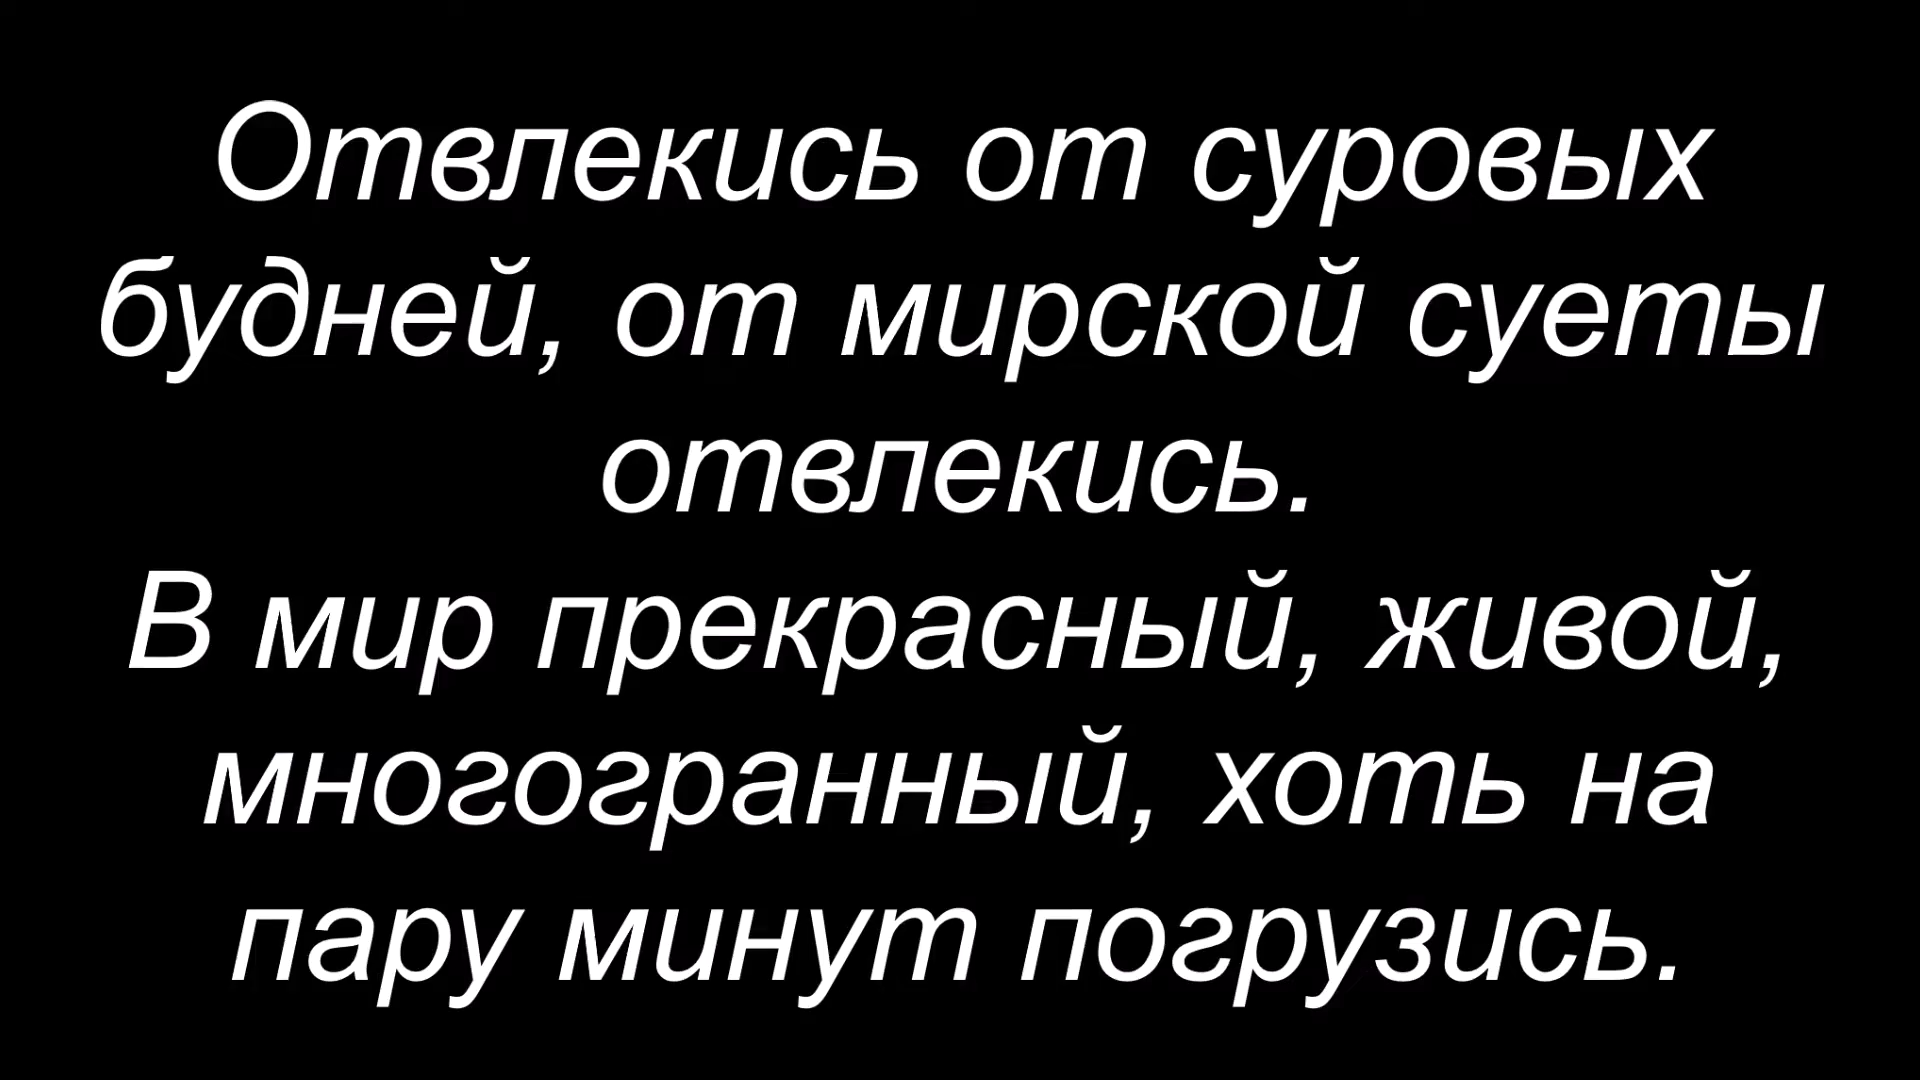 Отвлекись от суровых
будней, от мирской суеты
отвлекись.
В мир прекрасный, живой,
многогранный, хоть на
пару минут погрузись.